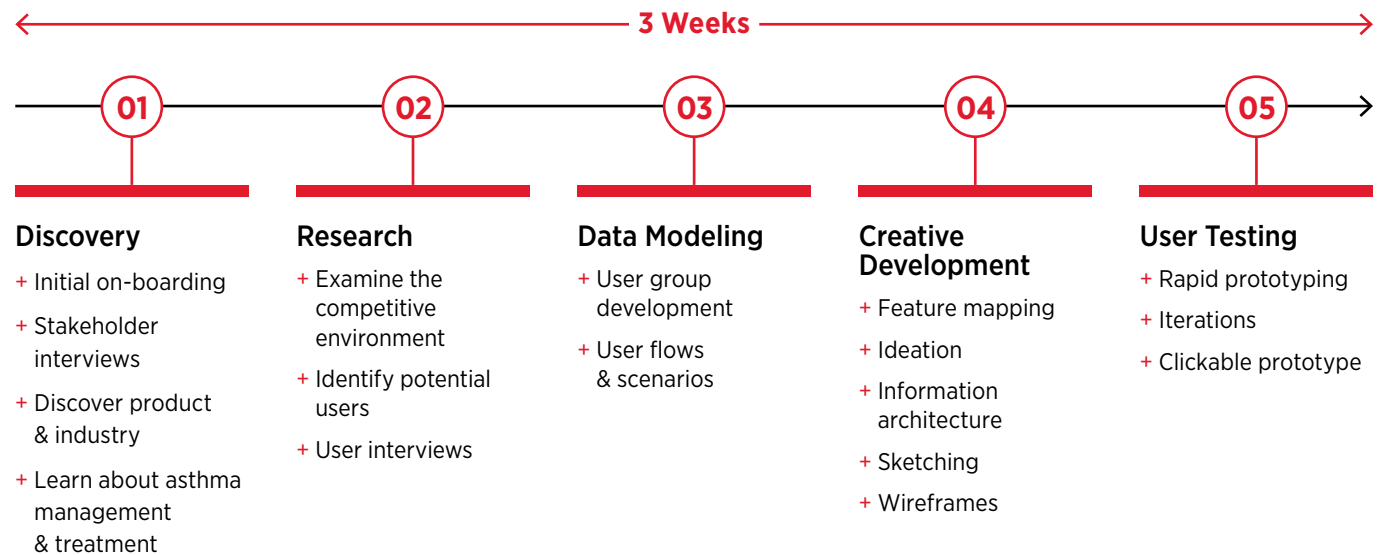 3 Weeks
01
02
03
04
05
Discovery
+ Initial on-boarding
+ Stakeholder
interviews
+ Discover product
& industry
+ Learn about asthma
management
& treatment
Research
+ Examine the
competitive
environment
+ Identify potential
users
+ User interviews
Data Modeling
+ User group
development
+ User flows
& scenarios
Creative
Development
+ Feature mapping
+ Ideation
+ Information
architecture
+ Sketching
+ Wireframes
User Testing
+ Rapid prototyping
+ Iterations
+ Clickable prototype